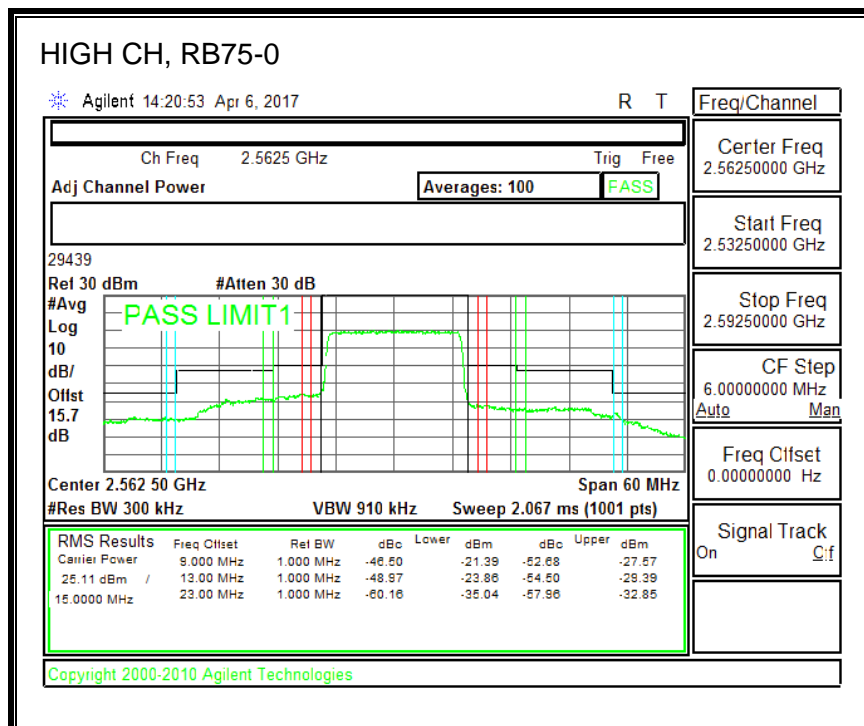 HIGH CH, RB75-0
Agilent 14:20:53 Apr 6, 2017 R T
Freq/Channel
Ch Freq 2.5625 GHz Trig Free
Adj Channel Power Averages: 100 PASS
Center Freq
2.56250000 GHz
Start Freq
2.53250000 GHz
Stop Freq
2.59250000 GHz
CF Step
6.00000000 MHz
Auto Man
Freq Offset
0.00000000 Hz
Signal Track
On Off
29439
Ref 30 dBm #Atten 30 dB
#Avg
Log
10
dB/
Offst
15.7
dB
PASS LIMIT1
Center 2.562 50 GHz Span 60 MHz
#Res BW 300 kHz VBW 910 kHz Sweep 2.067 ms (1001 pts)
RMS Results Freq Offset Ref BW dBc Lower dBm dBc Upper dBm
Carrier Power 9.000 MHz 1.000 MHz -46.50 -21.39 -52.68 -27.57
25.11 dBm / 13.00 MHz 1.000 MHz -48.97 -23.86 -54.50 -29.39
15.0000 MHz 23.00 MHz 1.000 MHz -60.16 -35.04 -57.96 -32.85
Copyright 2000-2010 Agilent Technologies